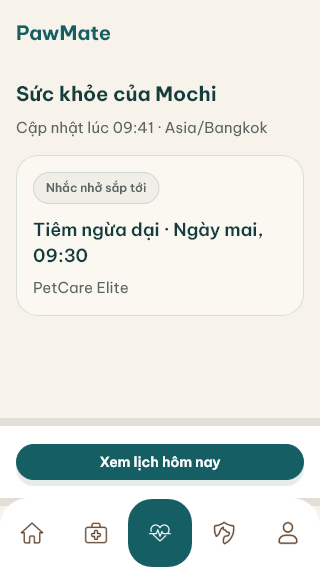 PawMate
Sức khỏe của Mochi
Cập nhật lúc 09:41 · Asia/Bangkok
Nhắc nhở sắp tới
Tiêm ngừa dại · Ngày mai,
09:30
PetCare Elite
Xem lịch hôm nay